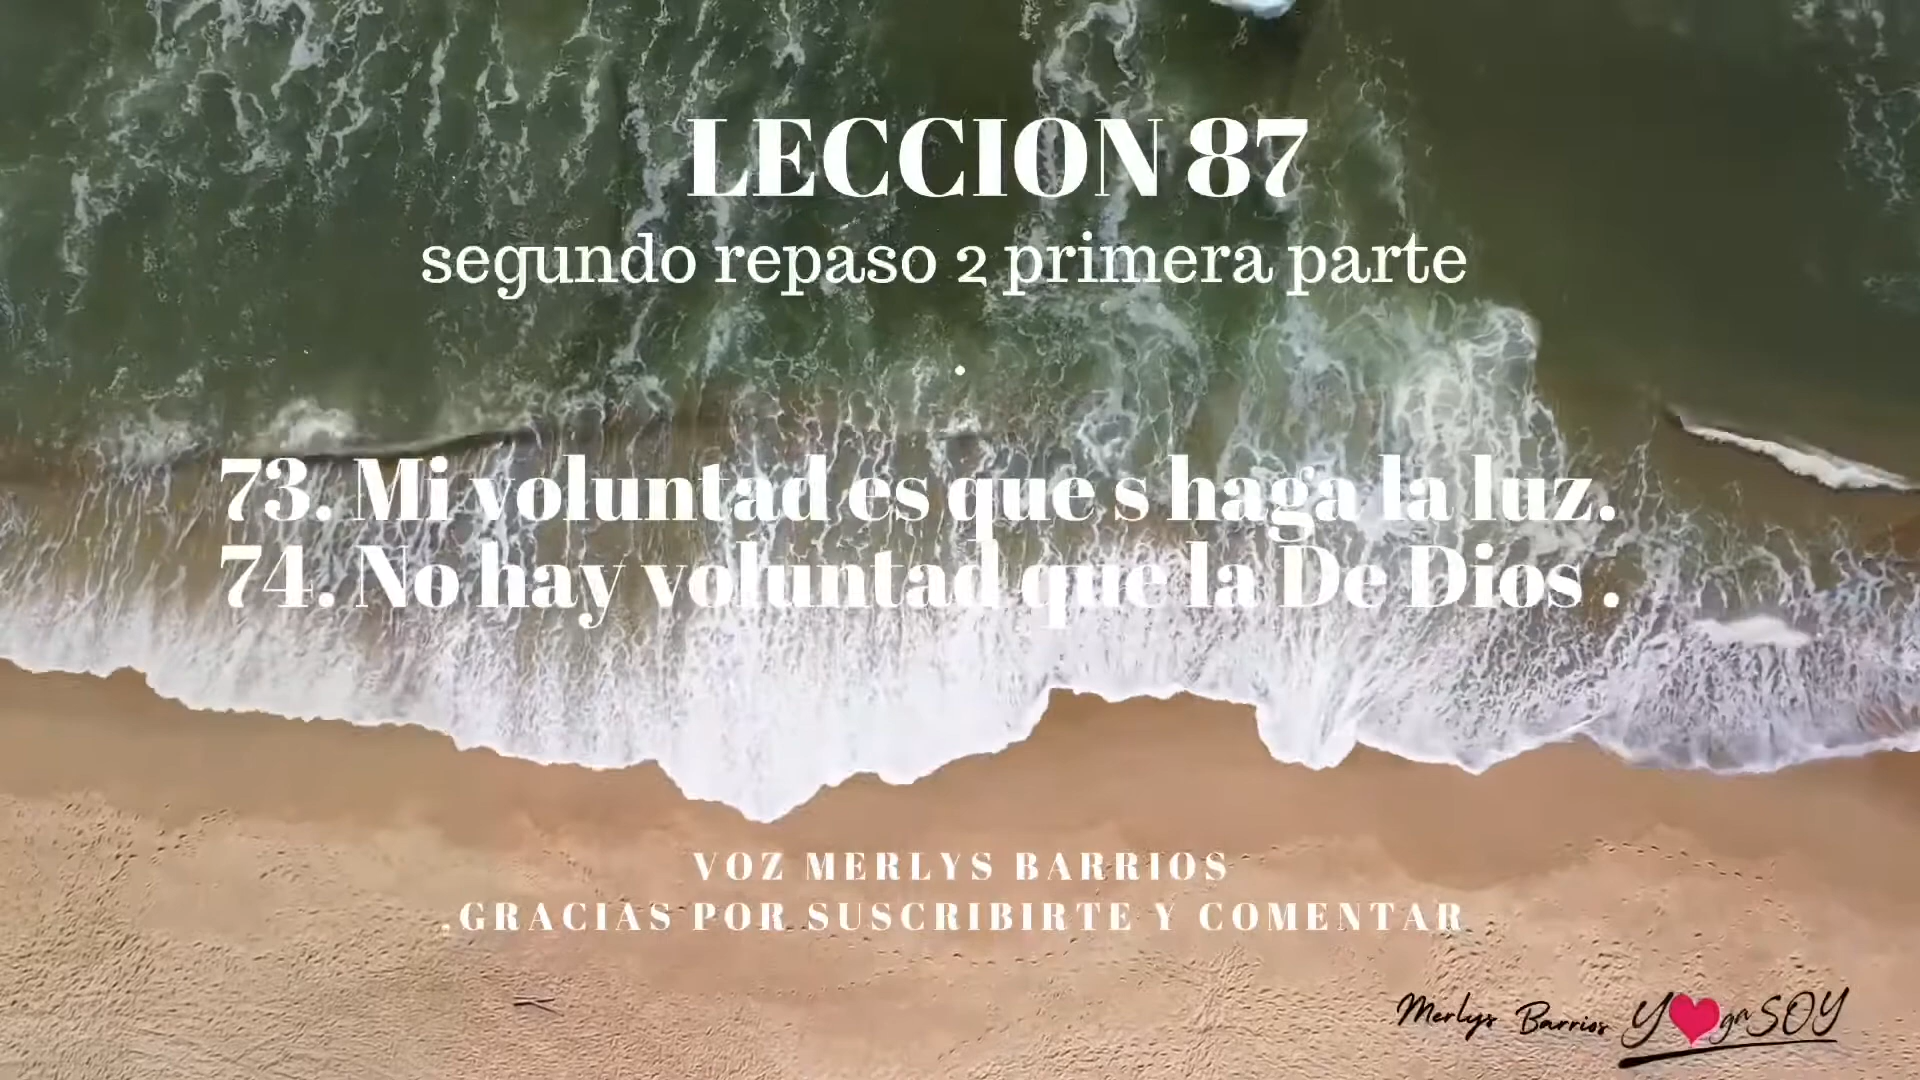 LECCION 87
segundo repaso 2 primera parte
.
73. Mi voluntad es que s haga la luz.
74. No hay voluntad que la De Dios .
VOZ MERLYS BARRIOS
.GRACIAS POR SUSCRIBIRTE Y COMENTAR
Merlys Barrios Y❤gaSOY